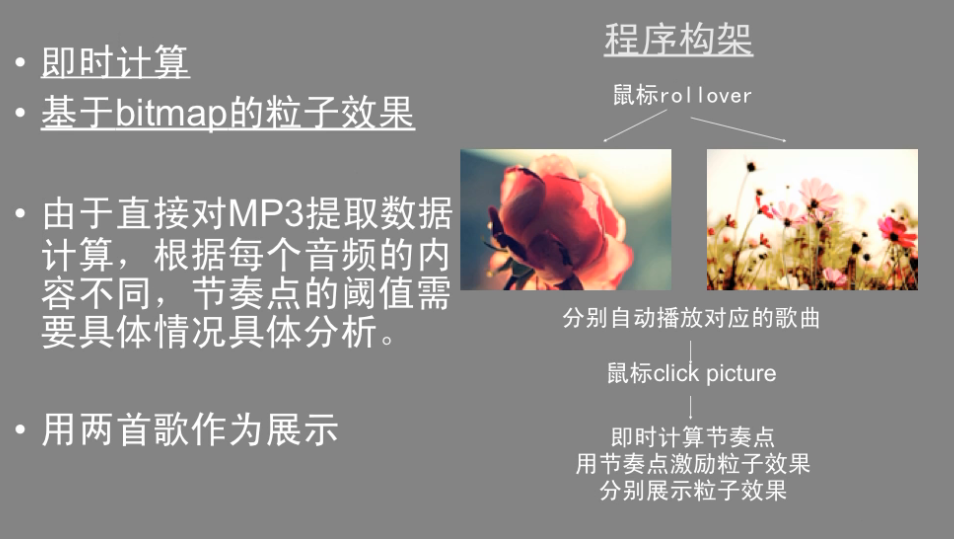 • 即时计算
• 基于bitmap的粒子效果
• 由于直接对MP3提取数据
计算，根据每个音频的内
容不同，节奏点的阈值需
要具体情况具体分析。
• 用两首歌作为展示
程序构架
鼠标rollover
分别自动播放对应的歌曲
鼠标click picture
即时计算节奏点
用节奏点激励粒子效果
分别展示粒子效果